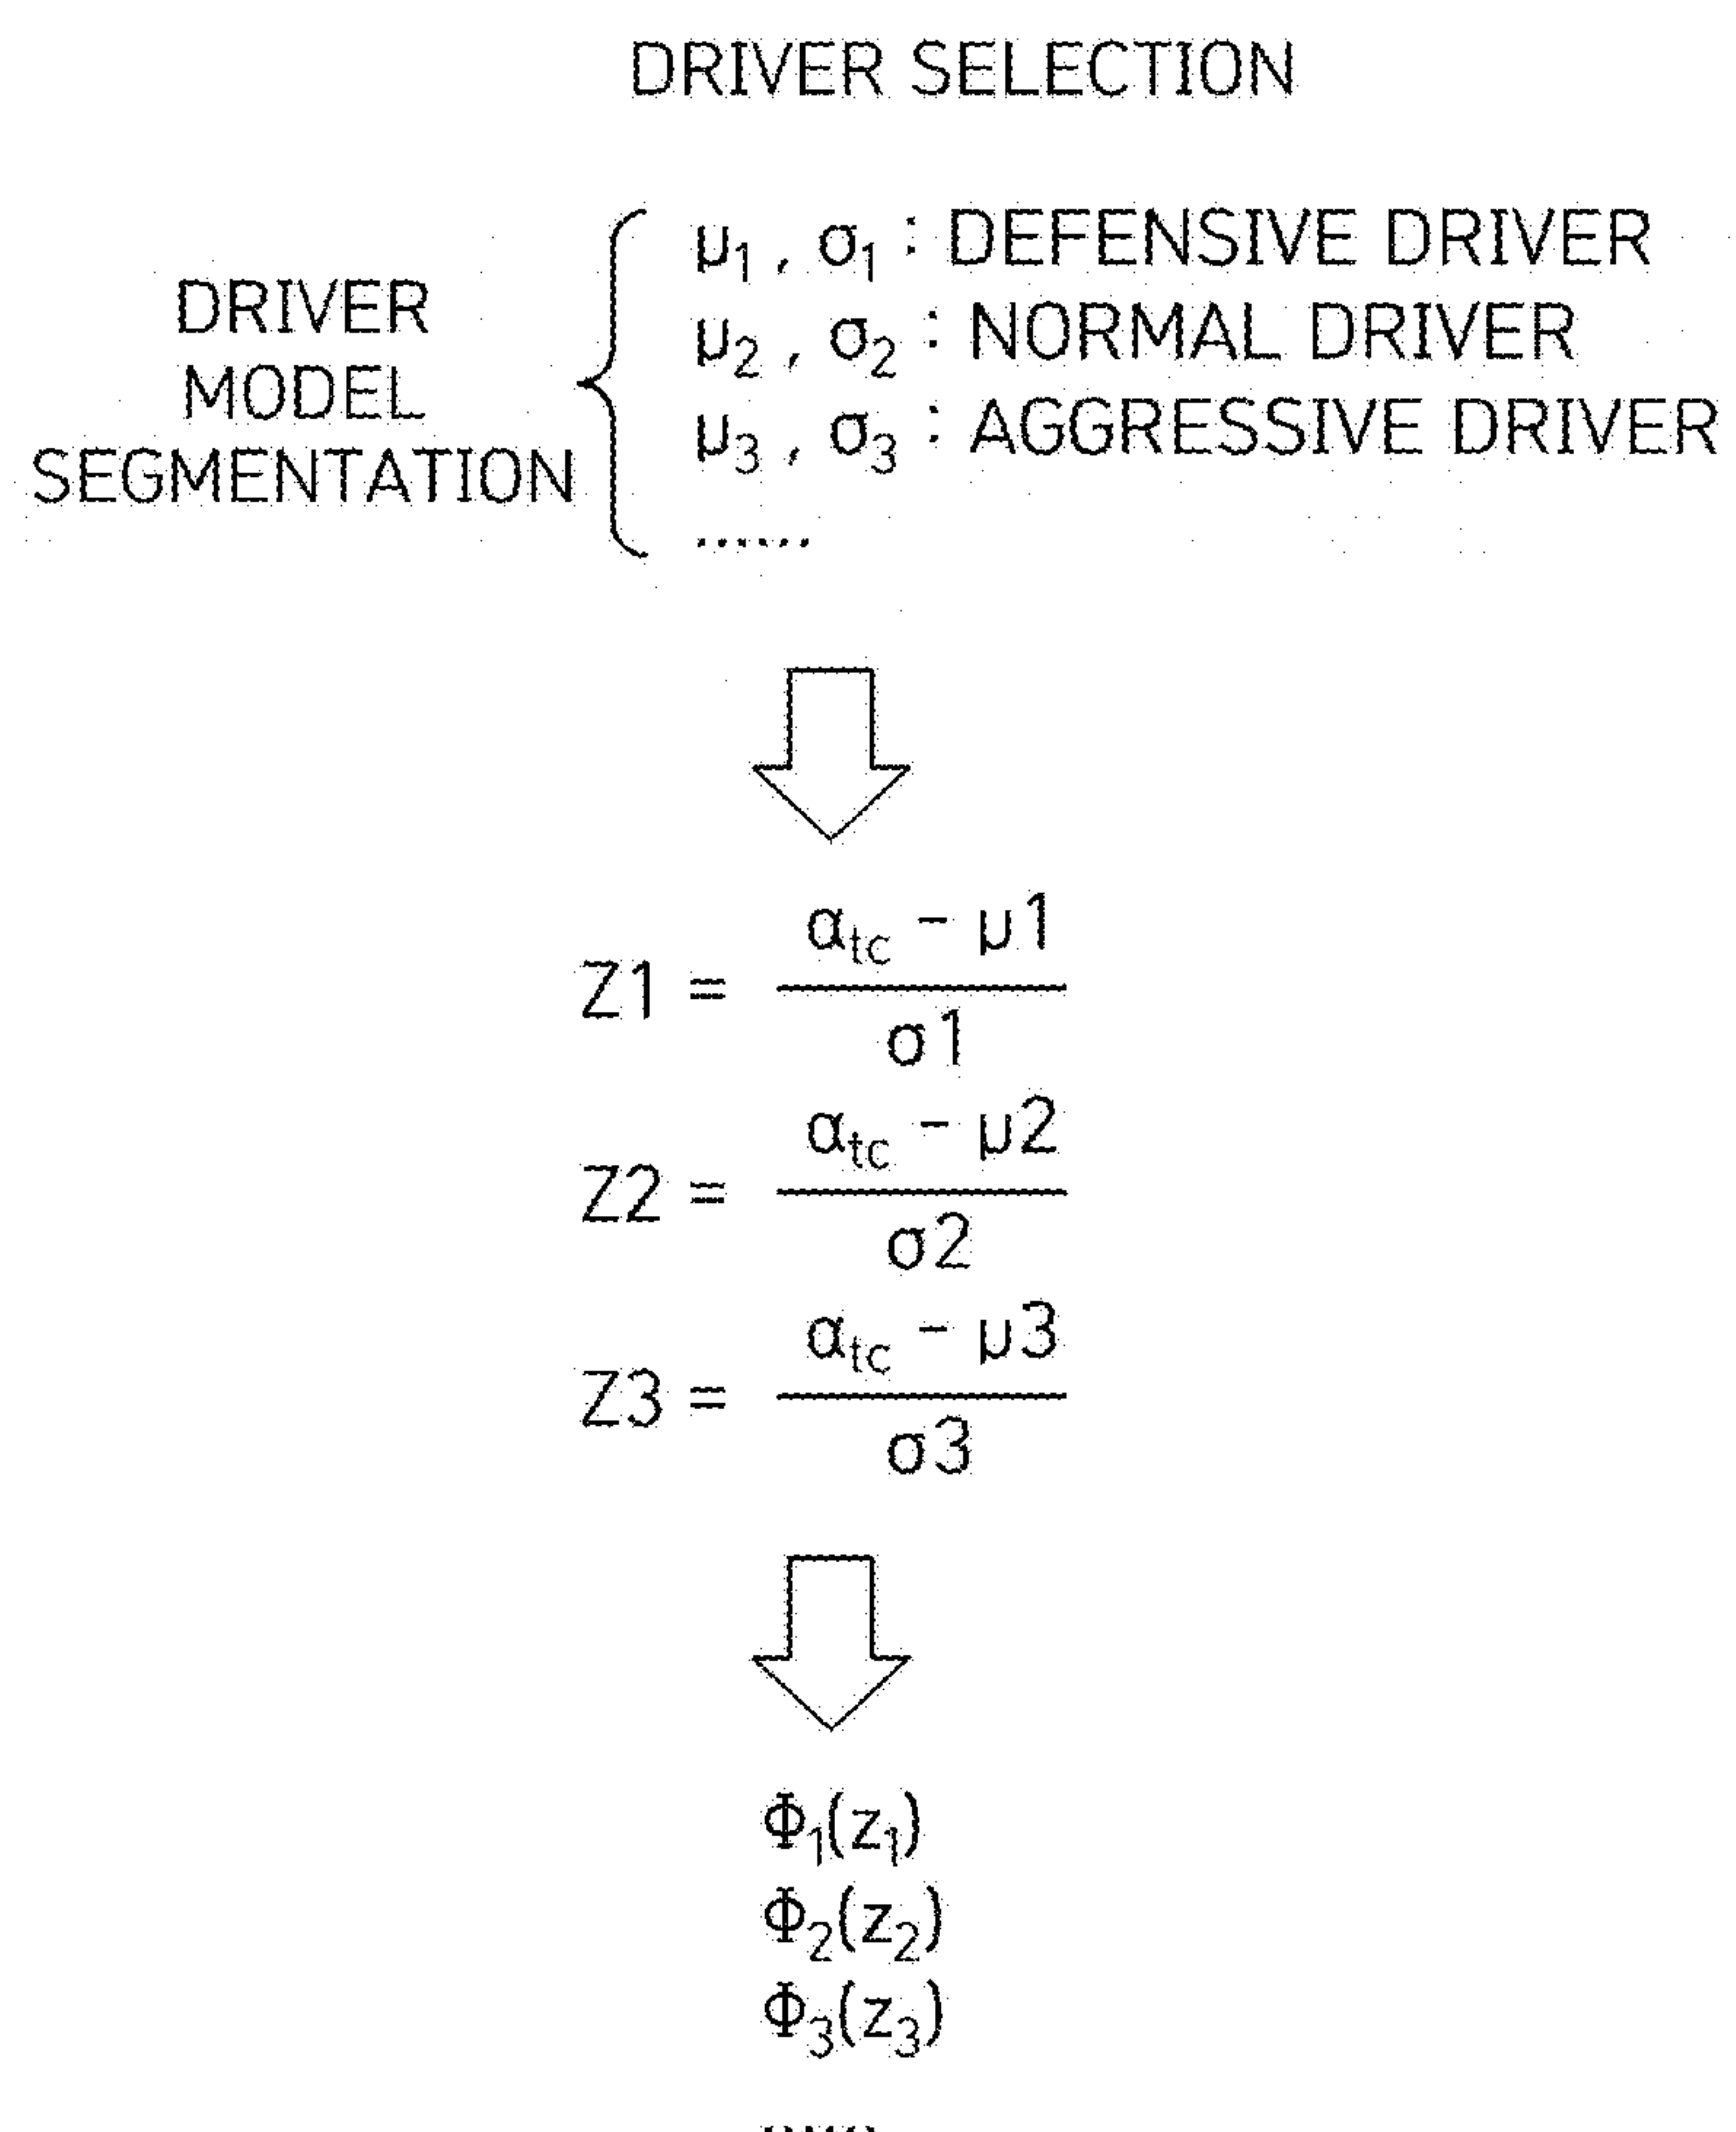 DRIVER SELECTION
DRIVER
MODEL
SEGMENTATION
μ1 , σ1 : DEFENSIVE DRIVER
μ2 , σ2 : NORMAL DRIVER
μ3 , σ3 : AGGRESSIVE DRIVER
......
Z1 = (αtc - μ1) / σ1
Z2 = (αtc - μ2) / σ2
Z3 = (αtc - μ3) / σ3
Φ1(z1)
Φ2(z2)
Φ3(z3)